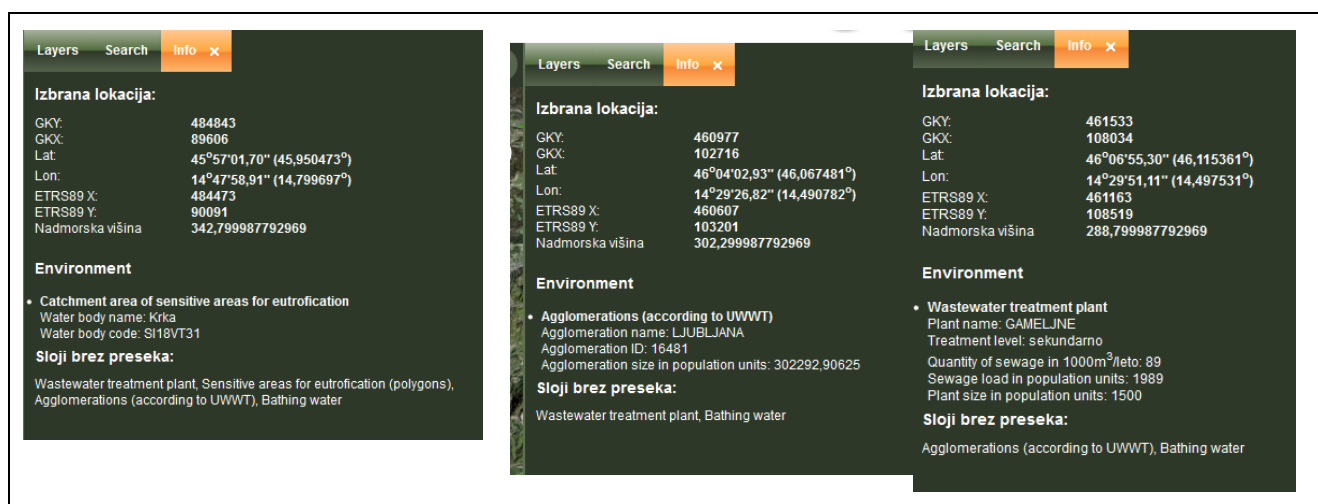 Layers Search Info ×
Izbrana lokacija:
GKY: 484843
GKX: 89606
Lat: 45°57'01,70" (45,950473°)
Lon: 14°47'58,91" (14,799697°)
ETRS89 X: 484473
ETRS89 Y: 90091
Nadmorska višina 342,799987792969
Environment
• Catchment area of sensitive areas for eutrofication
Water body name: Krka
Water body code: SI18VT31
Sloji brez preseka:
Wastewater treatment plant, Sensitive areas for eutrofication (polygons),
Agglomerations (according to UWWT), Bathing water
Layers Search Info ×
Izbrana lokacija:
GKY: 460977
GKX: 102716
Lat: 46°04'02,93" (46,067481°)
Lon: 14°29'26,82" (14,490782°)
ETRS89 X: 460607
ETRS89 Y: 103201
Nadmorska višina 302,299987792969
Environment
• Agglomerations (according to UWWT)
Agglomeration name: LJUBLJANA
Agglomeration ID: 16481
Agglomeration size in population units: 302292,90625
Sloji brez preseka:
Wastewater treatment plant, Bathing water
Layers Search Info ×
Izbrana lokacija:
GKY: 461533
GKX: 108034
Lat: 46°06'55,30" (46,115361°)
Lon: 14°29'51,11" (14,497531°)
ETRS89 X: 461163
ETRS89 Y: 108519
Nadmorska višina 288,799987792969
Environment
• Wastewater treatment plant
Plant name: GAMELJNE
Treatment level: sekundarno
Quantity of sewage in 1000m³/leto: 89
Sewage load in population units: 1989
Plant size in population units: 1500
Sloji brez preseka:
Agglomerations (according to UWWT), Bathing water